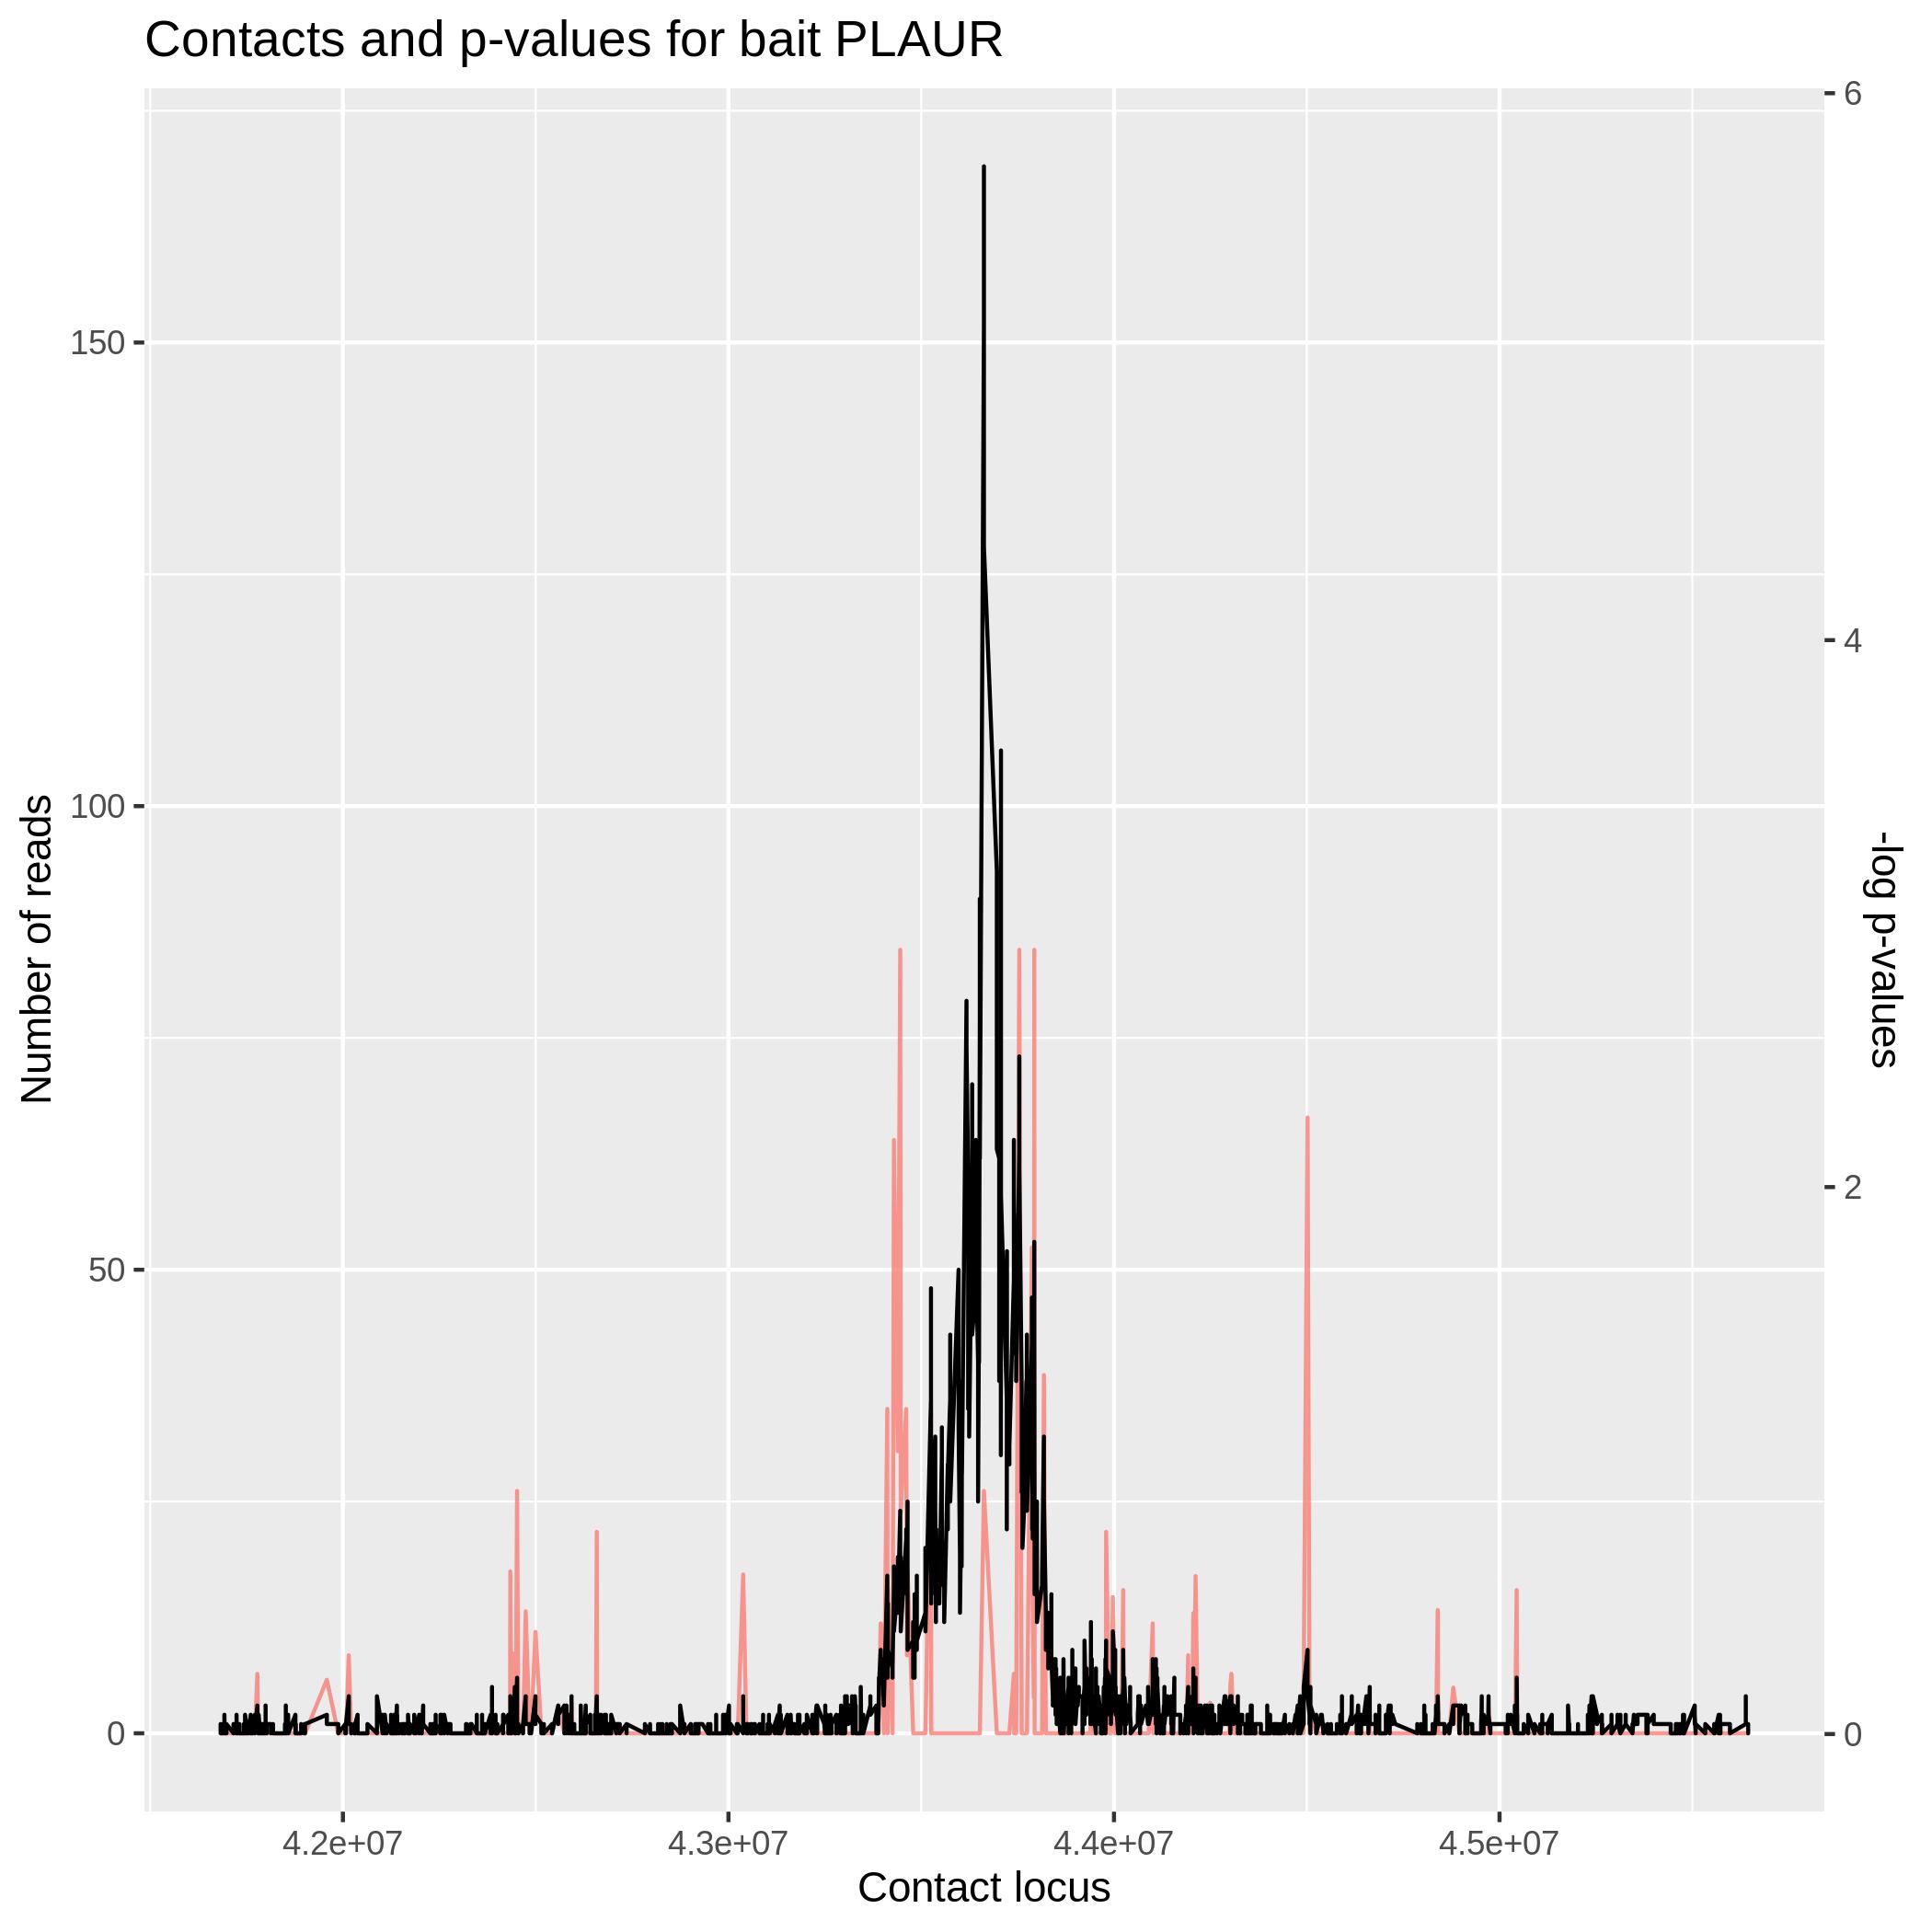 Contacts and p-values for bait PLAUR
Number of reads
150
100
50
0
6
4
2
0
-log p-values
4.2e+07
4.3e+07
4.4e+07
4.5e+07
Contact locus